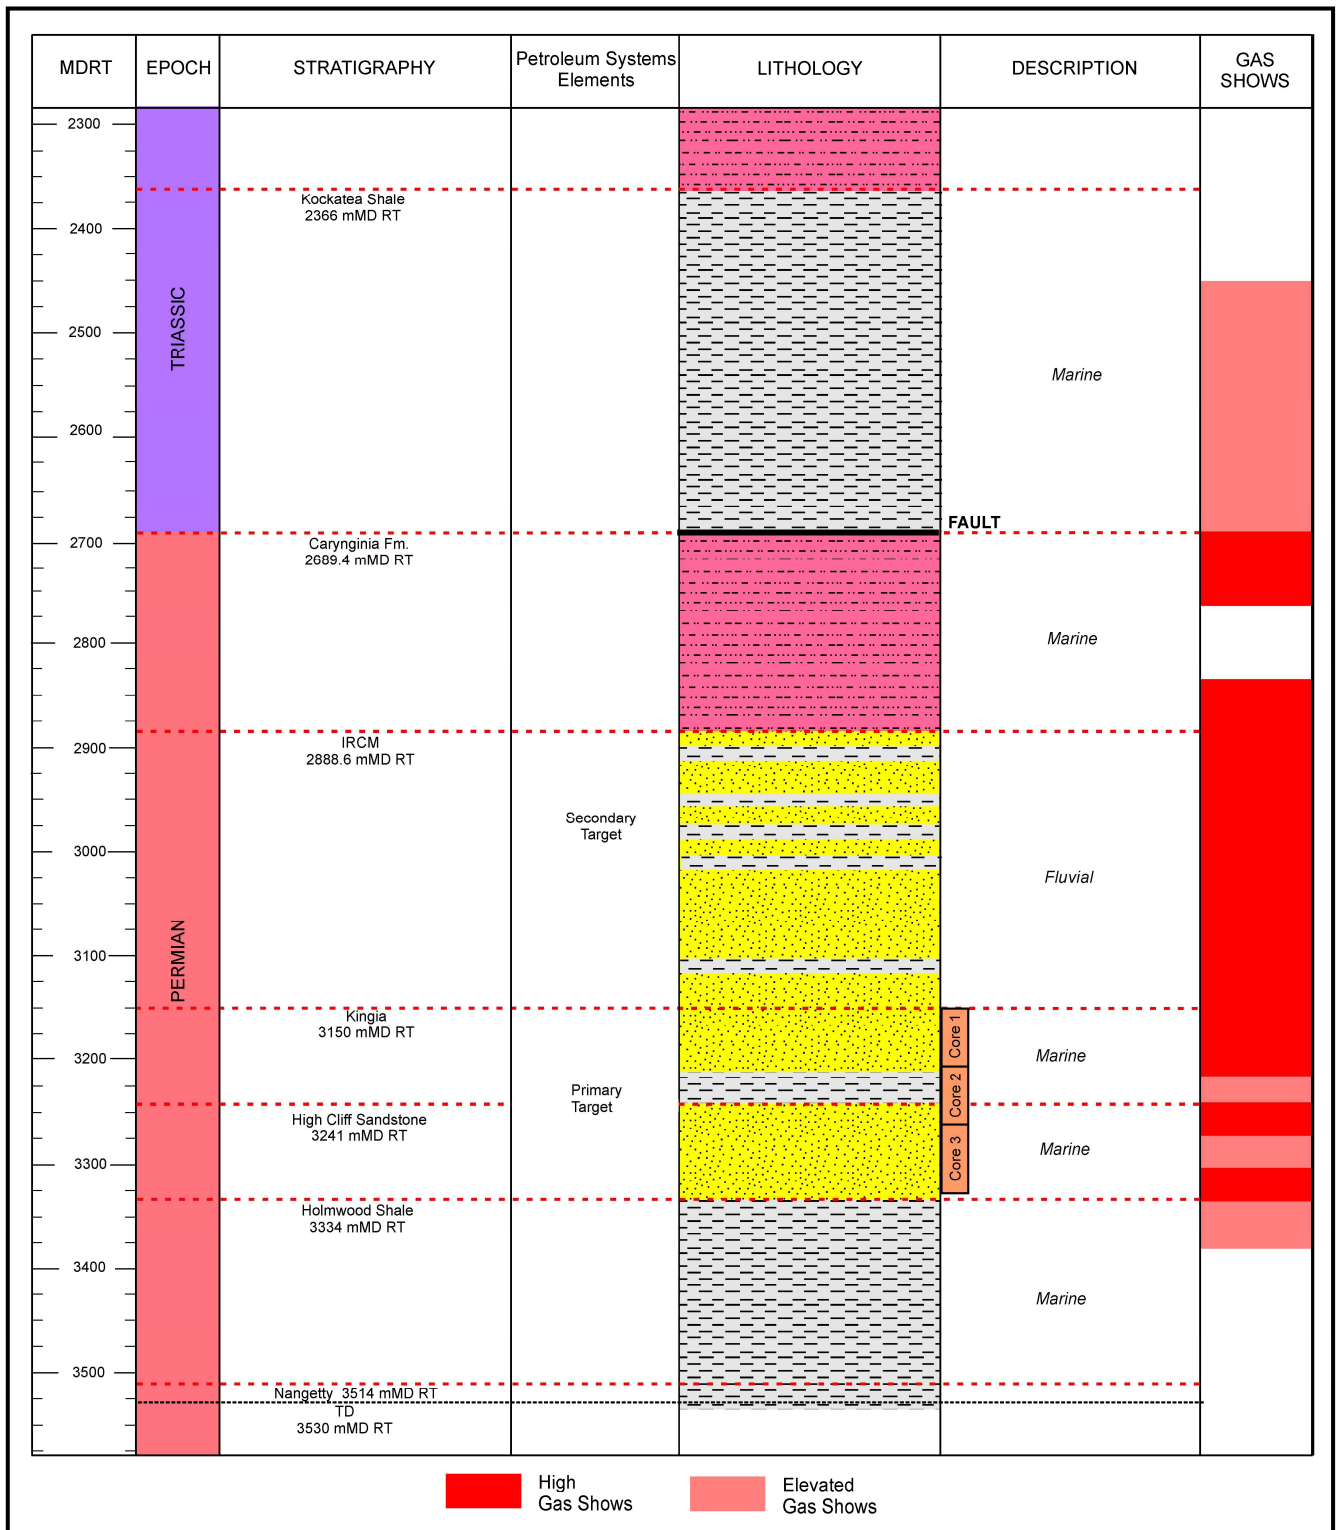 MDRT
EPOCH
STRATIGRAPHY
Petroleum Systems
Elements
LITHOLOGY
DESCRIPTION
GAS
SHOWS
2300
Kockatea Shale
2366 mMD RT
2400
TRIASSIC
2500
Marine
2600
FAULT
2700
Carynginia Fm.
2689.4 mMD RT
2800
Marine
IRCM
2888.6 mMD RT
2900
Secondary
Target
3000
Fluvial
PERMIAN
3100
Kingia
3150 mMD RT
Core 1
3200
Marine
Primary
Target
Core 2
High Cliff Sandstone
3241 mMD RT
Core 3
Marine
3300
Holmwood Shale
3334 mMD RT
3400
Marine
3500
Nangetty 3514 mMD RT
TD
3530 mMD RT
High
Gas Shows
Elevated
Gas Shows